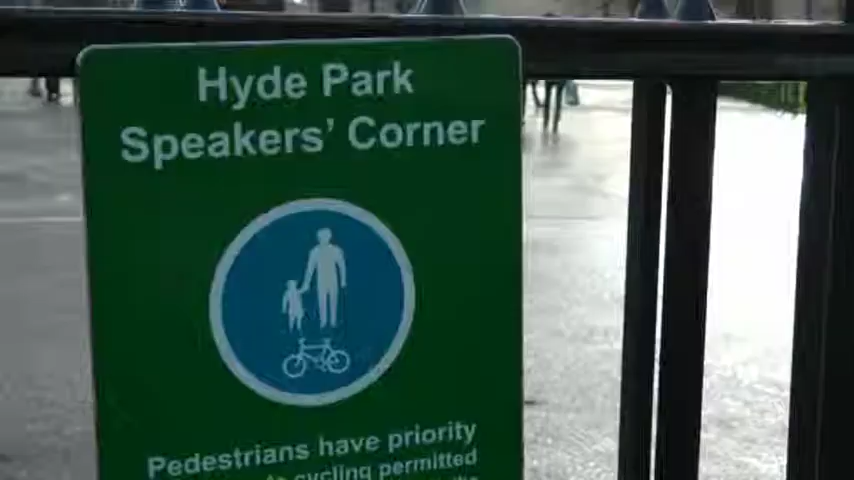 Hyde Park
Speakers' Corner
Pedestrians have priority
cycling permitted